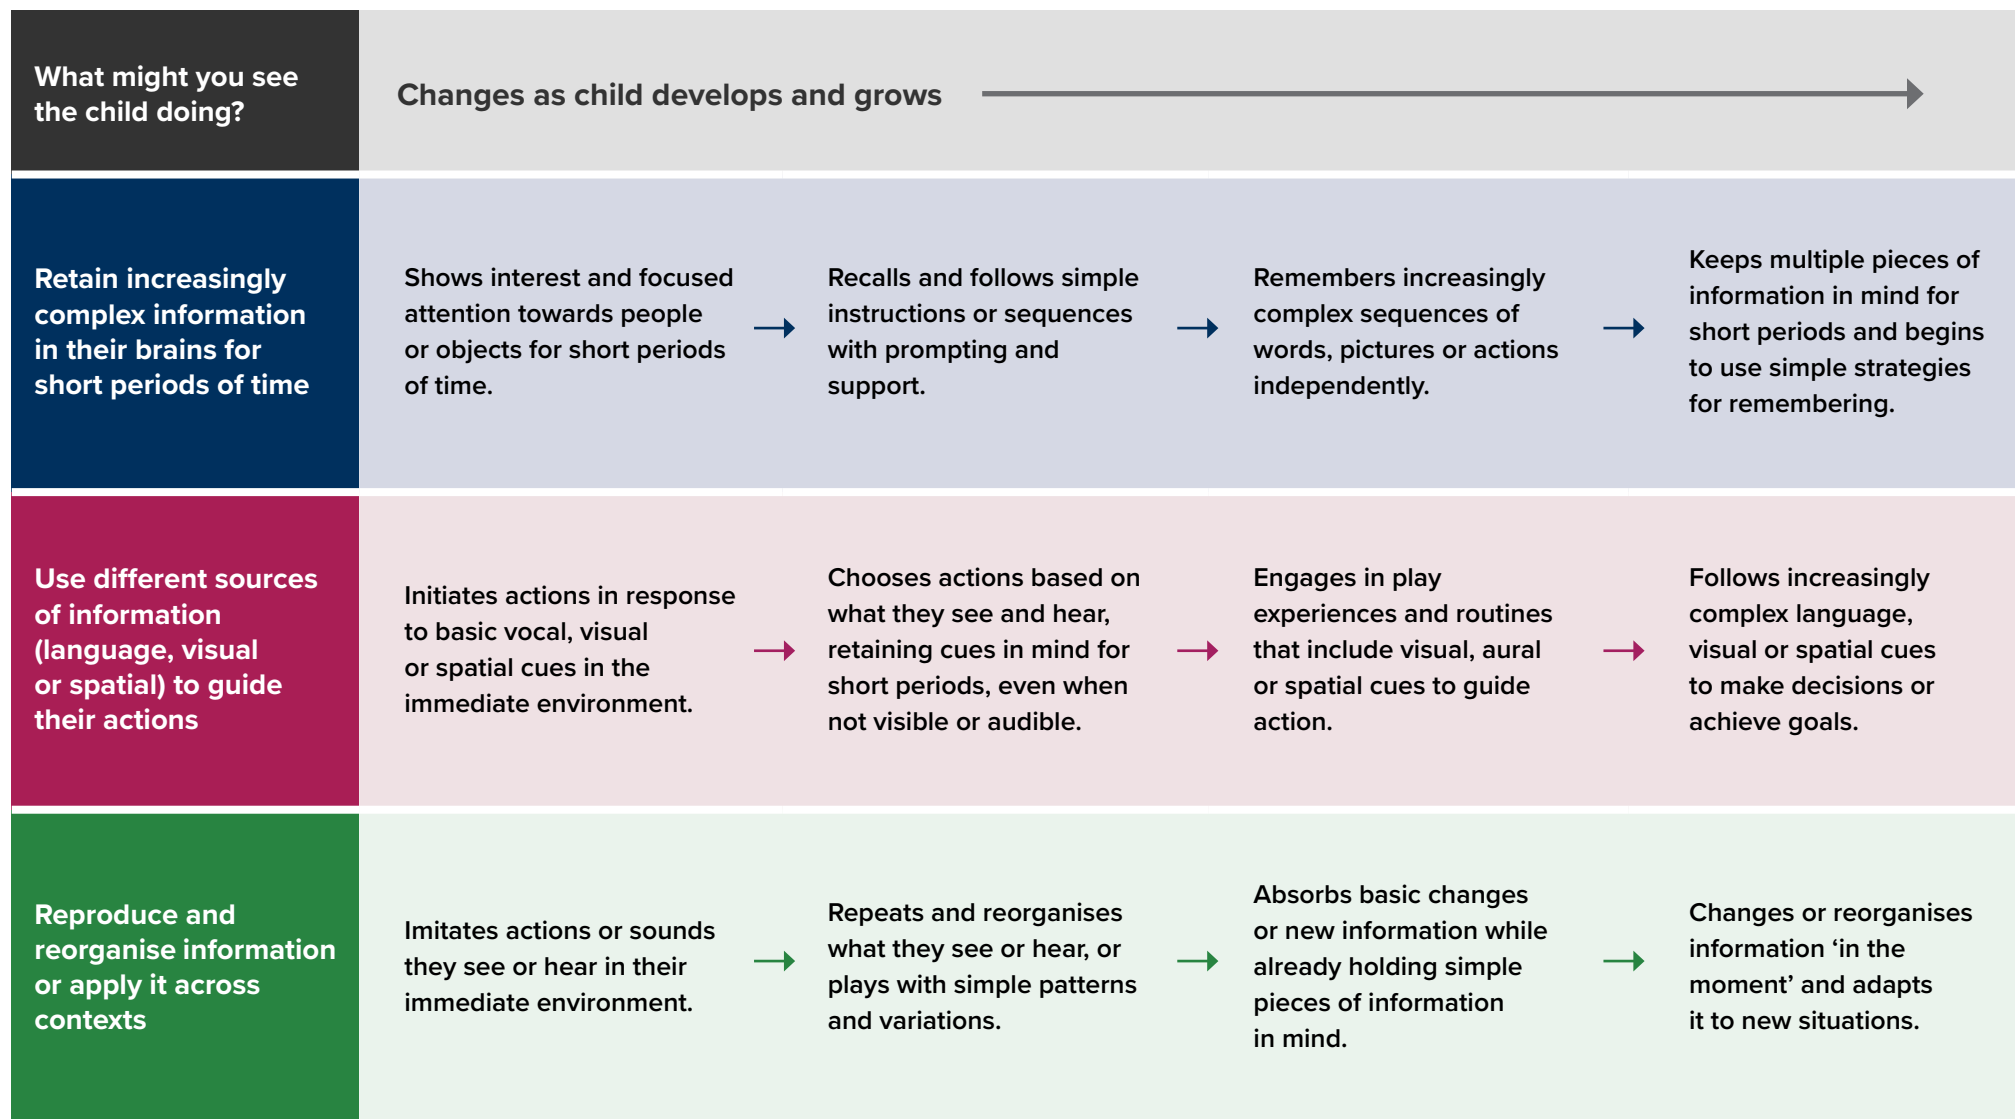 What might you see
the child doing?
Changes as child develops and grows
Retain increasingly
complex information
in their brains for
short periods of time
Shows interest and focused
attention towards people
or objects for short periods
of time.
Recalls and follows simple
instructions or sequences
with prompting and
support.
Remembers increasingly
complex sequences of
words, pictures or actions
independently.
Keeps multiple pieces of
information in mind for
short periods and begins
to use simple strategies
for remembering.
Use different sources
of information
(language, visual
or spatial) to guide
their actions
Initiates actions in response
to basic vocal, visual
or spatial cues in the
immediate environment.
Chooses actions based on
what they see and hear,
retaining cues in mind for
short periods, even when
not visible or audible.
Engages in play
experiences and routines
that include visual, aural
or spatial cues to guide
action.
Follows increasingly
complex language,
visual or spatial cues
to make decisions or
achieve goals.
Reproduce and
reorganise information
or apply it across
contexts
Imitates actions or sounds
they see or hear in their
immediate environment.
Repeats and reorganises
what they see or hear, or
plays with simple patterns
and variations.
Absorbs basic changes
or new information while
already holding simple
pieces of information
in mind.
Changes or reorganises
information ‘in the
moment’ and adapts
it to new situations.